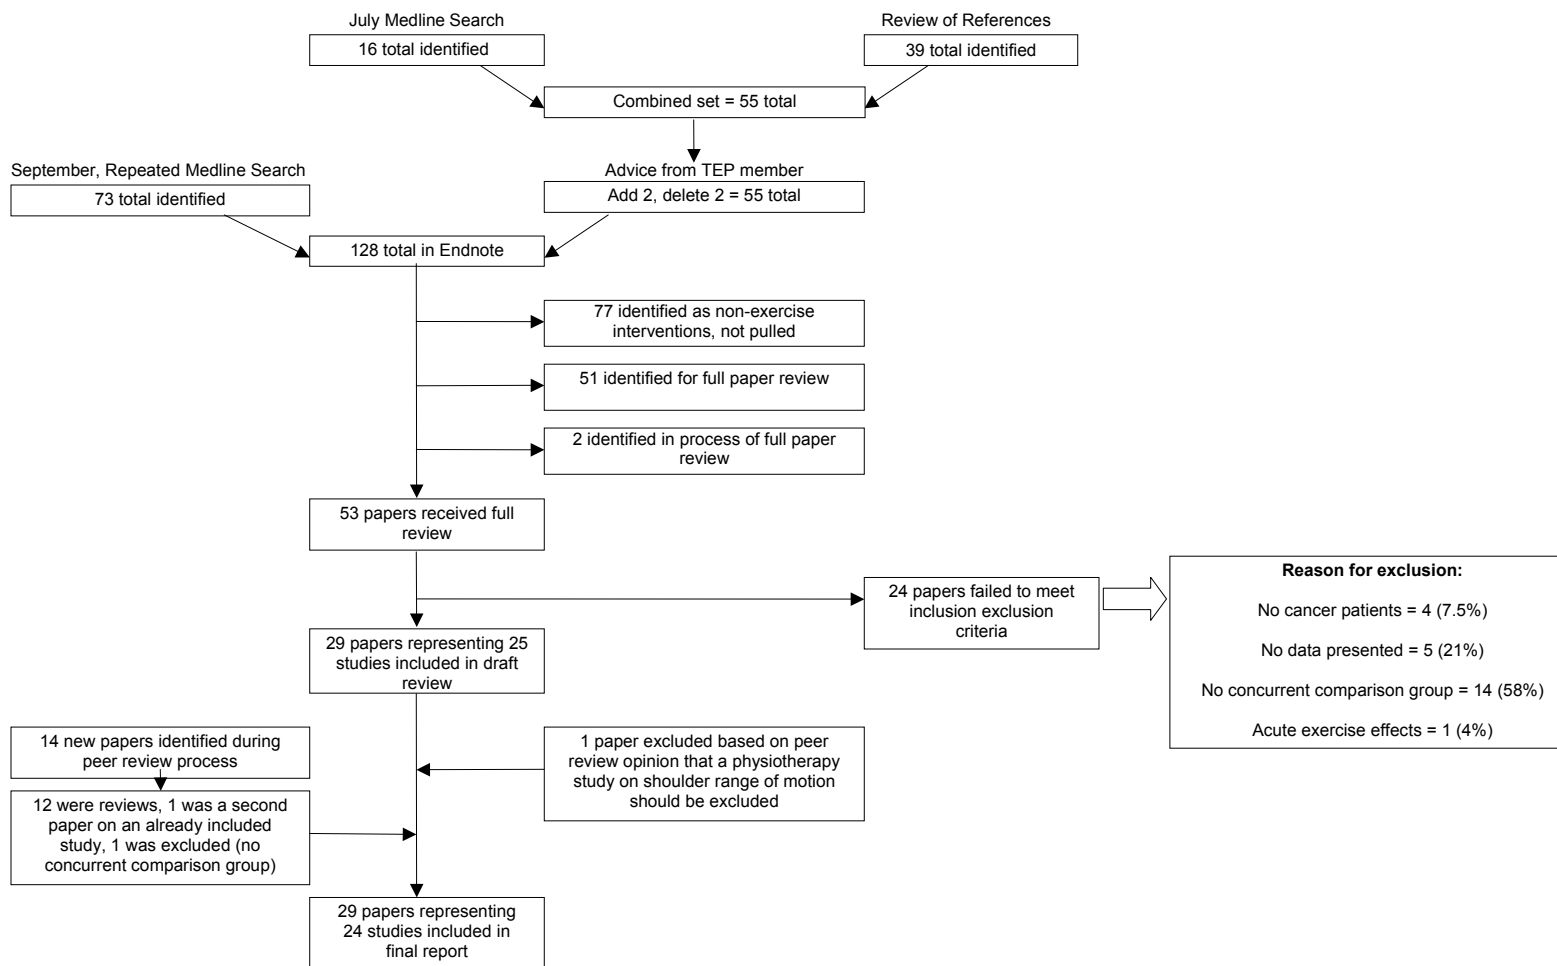 July Medline Search
16 total identified
Review of References
39 total identified
Combined set = 55 total
September, Repeated Medline Search
73 total identified
Advice from TEP member
Add 2, delete 2 = 55 total
128 total in Endnote
77 identified as non-exercise
interventions, not pulled
51 identified for full paper review
2 identified in process of full paper
review
53 papers received full
review
24 papers failed to meet
inclusion exclusion
criteria
Reason for exclusion:
No cancer patients = 4 (7.5%)
No data presented = 5 (21%)
No concurrent comparison group = 14 (58%)
Acute exercise effects = 1 (4%)
29 papers representing 25
studies included in draft
review
14 new papers identified during
peer review process
12 were reviews, 1 was a second
paper on an already included
study, 1 was excluded (no
concurrent comparison group)
1 paper excluded based on peer
review opinion that a physiotherapy
study on shoulder range of motion
should be excluded
29 papers representing
24 studies included in
final report